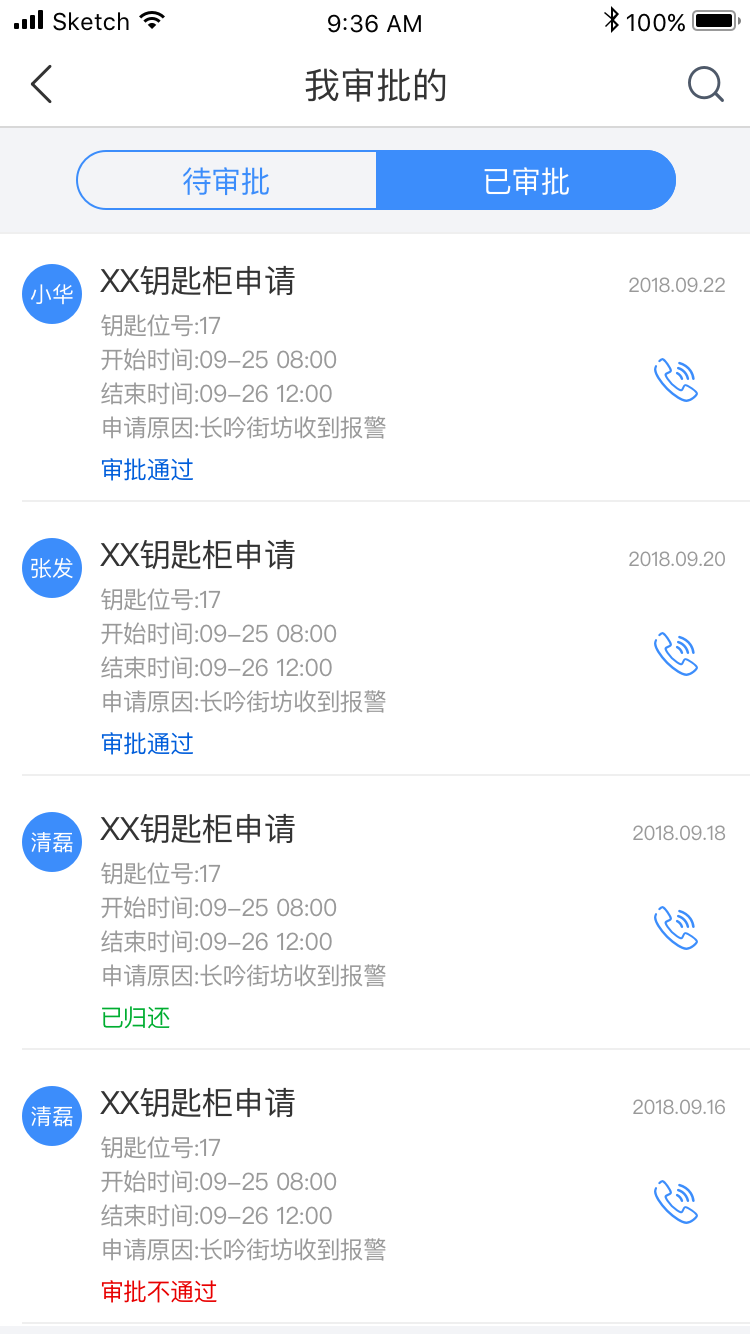 Sketch 9:36 AM 100%
我审批的
待审批 已审批
小华 XX钥匙柜申请 2018.09.22
钥匙位号:17
开始时间:09–25 08:00
结束时间:09–26 12:00
申请原因:长吟街坊收到报警
审批通过
张发 XX钥匙柜申请 2018.09.20
钥匙位号:17
开始时间:09–25 08:00
结束时间:09–26 12:00
申请原因:长吟街坊收到报警
审批通过
清磊 XX钥匙柜申请 2018.09.18
钥匙位号:17
开始时间:09–25 08:00
结束时间:09–26 12:00
申请原因:长吟街坊收到报警
已归还
清磊 XX钥匙柜申请 2018.09.16
钥匙位号:17
开始时间:09–25 08:00
结束时间:09–26 12:00
申请原因:长吟街坊收到报警
审批不通过